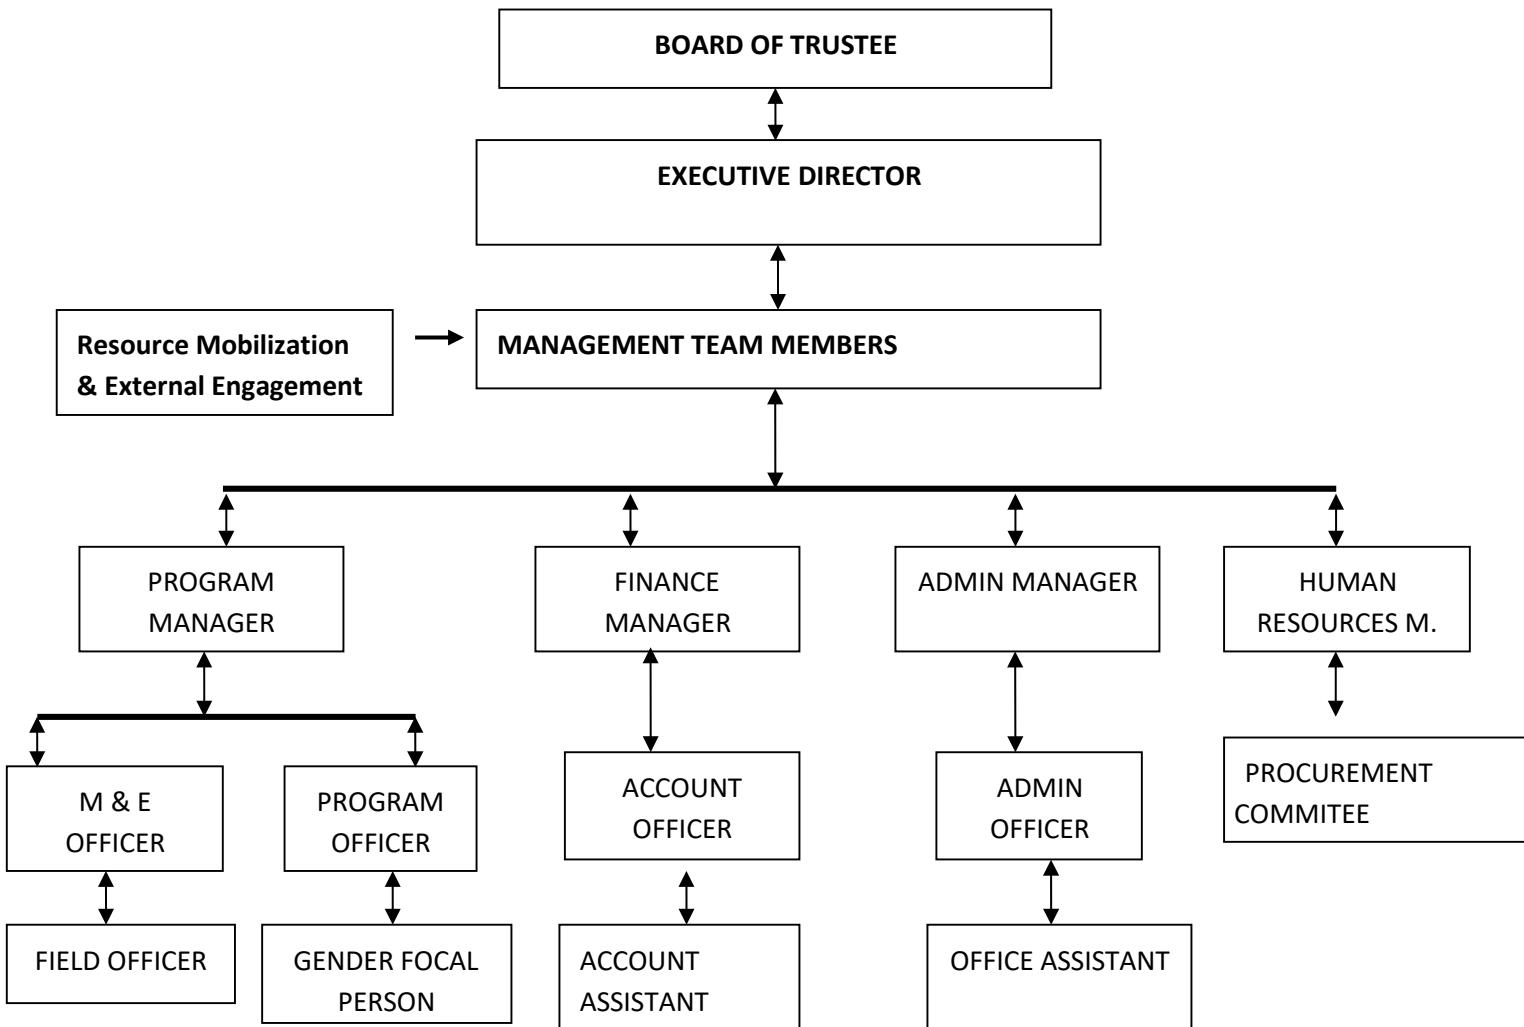 BOARD OF TRUSTEE
EXECUTIVE DIRECTOR
Resource Mobilization
& External Engagement
MANAGEMENT TEAM MEMBERS
PROGRAM
MANAGER
FINANCE
MANAGER
ADMIN MANAGER
HUMAN
RESOURCES M.
M & E
OFFICER
PROGRAM
OFFICER
ACCOUNT
OFFICER
ADMIN
OFFICER
PROCUREMENT
COMMITEE
FIELD OFFICER
GENDER FOCAL
PERSON
ACCOUNT
ASSISTANT
OFFICE ASSISTANT